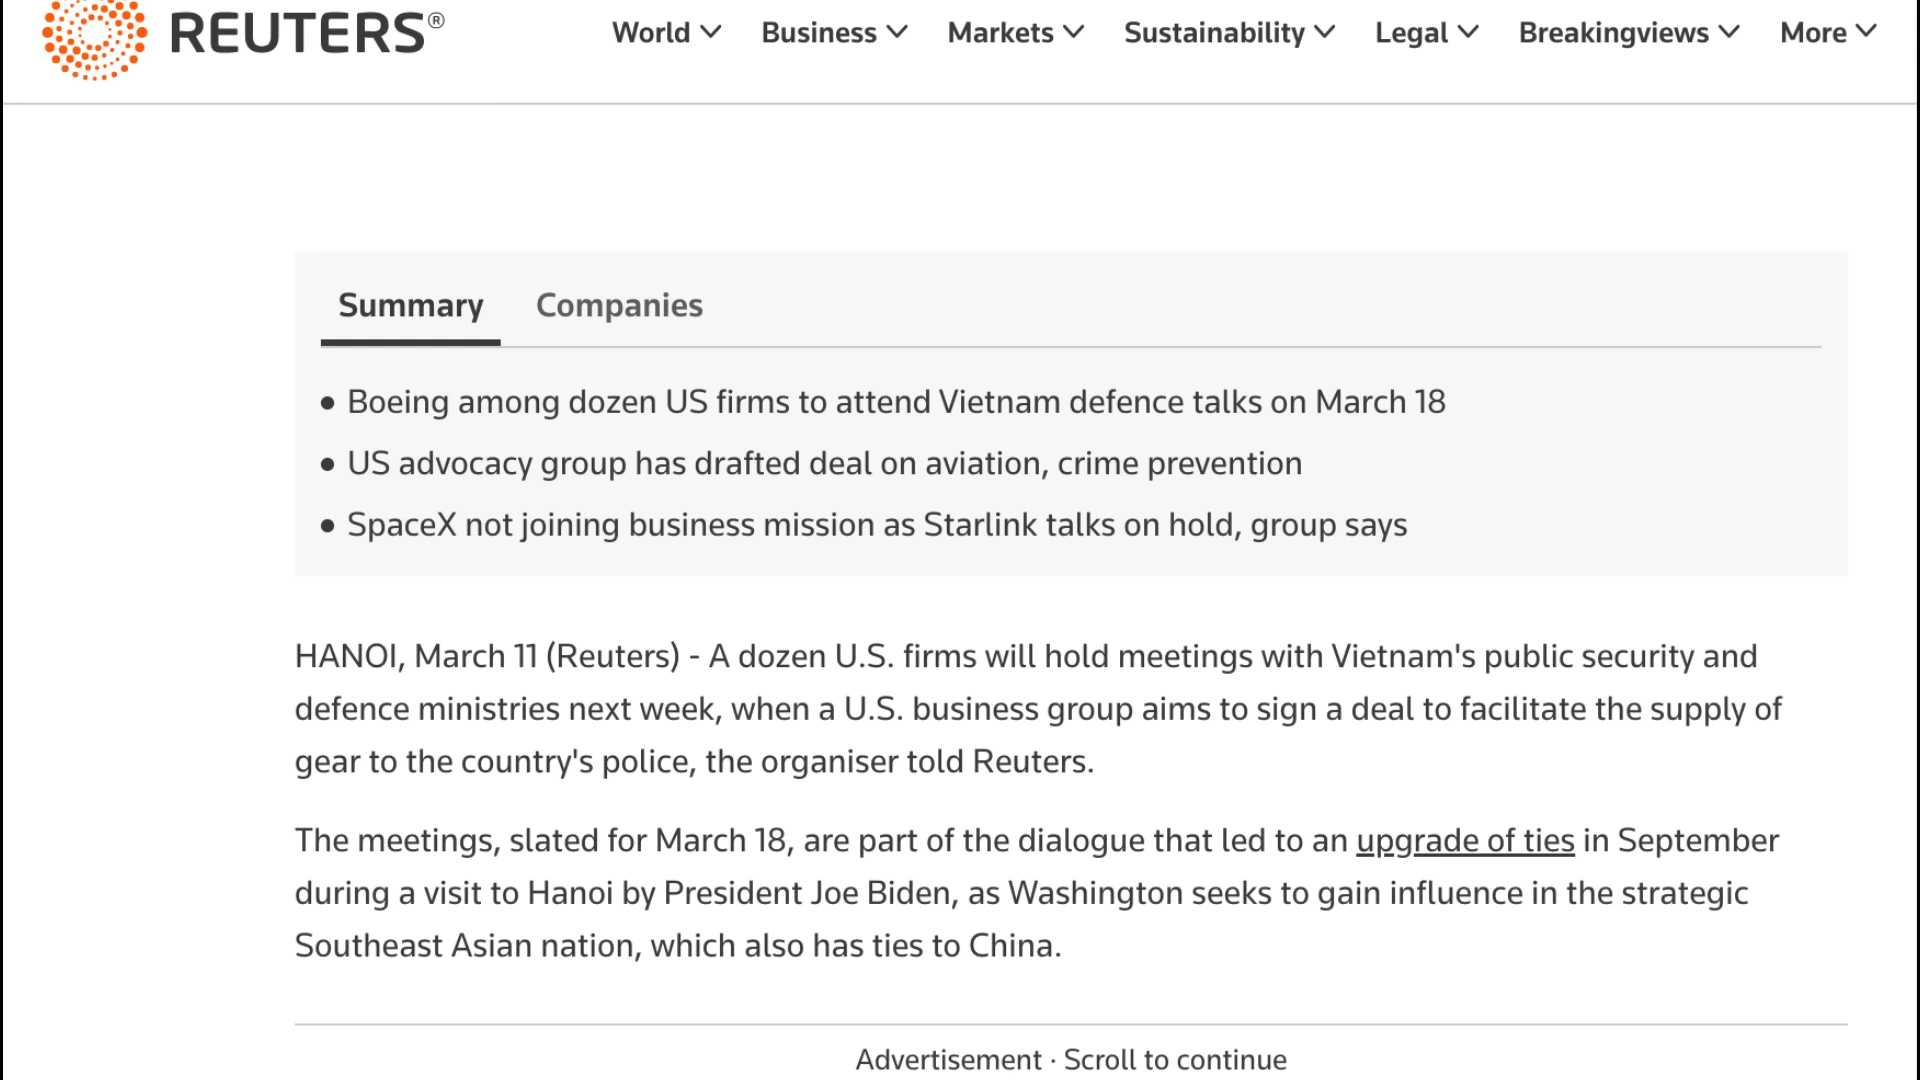 REUTERS®
World Business Markets Sustainability Legal Breakingviews More
Summary Companies
• Boeing among dozen US firms to attend Vietnam defence talks on March 18
• US advocacy group has drafted deal on aviation, crime prevention
• SpaceX not joining business mission as Starlink talks on hold, group says
HANOI, March 11 (Reuters) - A dozen U.S. firms will hold meetings with Vietnam's public security and
defence ministries next week, when a U.S. business group aims to sign a deal to facilitate the supply of
gear to the country's police, the organiser told Reuters.
The meetings, slated for March 18, are part of the dialogue that led to an upgrade of ties in September
during a visit to Hanoi by President Joe Biden, as Washington seeks to gain influence in the strategic
Southeast Asian nation, which also has ties to China.
Advertisement · Scroll to continue